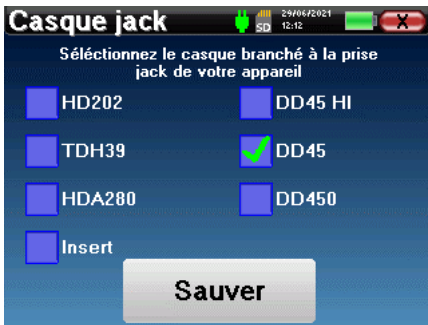 Casque jack
SD
29/06/2021
12:12
X
Séléctionnez le casque branché à la prise
jack de votre appareil
HD202
DD45 HI
TDH39
DD45
HDA280
DD450
Insert
Sauver